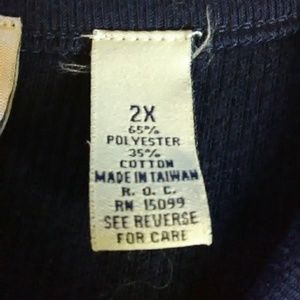 2X
65%
POLYESTER
35%
COTTON
MADE IN TAIWAN
R. O. C.
RN 15099
SEE REVERSE
FOR CARE